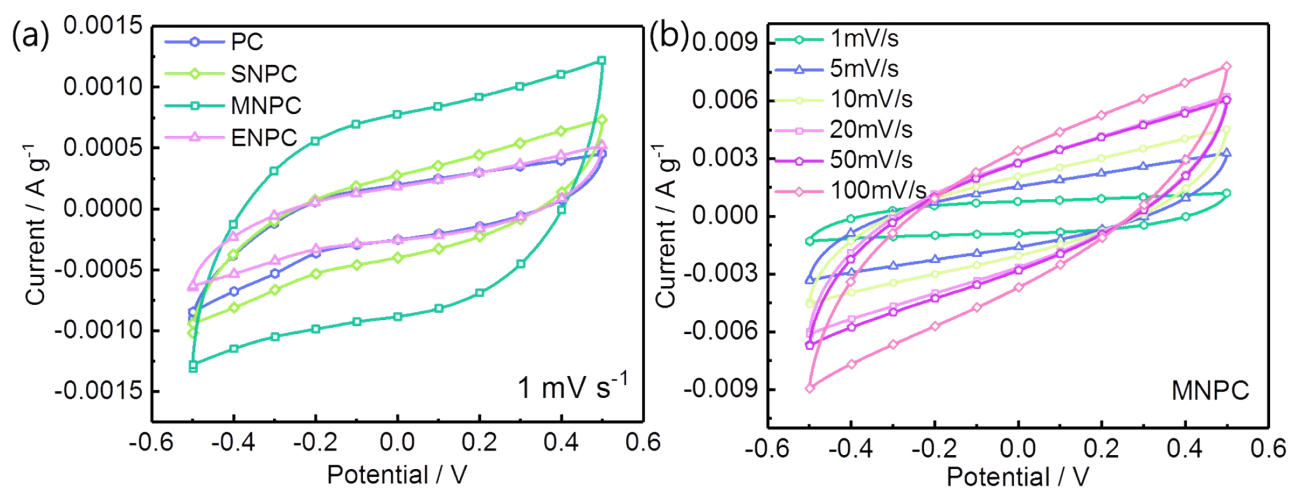 (a)
0.0015
0.0010
0.0005
0.0000
-0.0005
-0.0010
-0.0015
Current / A g⁻¹
PC
SNPC
MNPC
ENPC
1 mV s⁻¹
-0.6 -0.4 -0.2 0.0 0.2 0.4 0.6
Potential / V
(b)
0.009
0.006
0.003
0.000
-0.003
-0.006
-0.009
Current / A g⁻¹
1mV/s
5mV/s
10mV/s
20mV/s
50mV/s
100mV/s
MNPC
-0.6 -0.4 -0.2 0.0 0.2 0.4 0.6
Potential / V